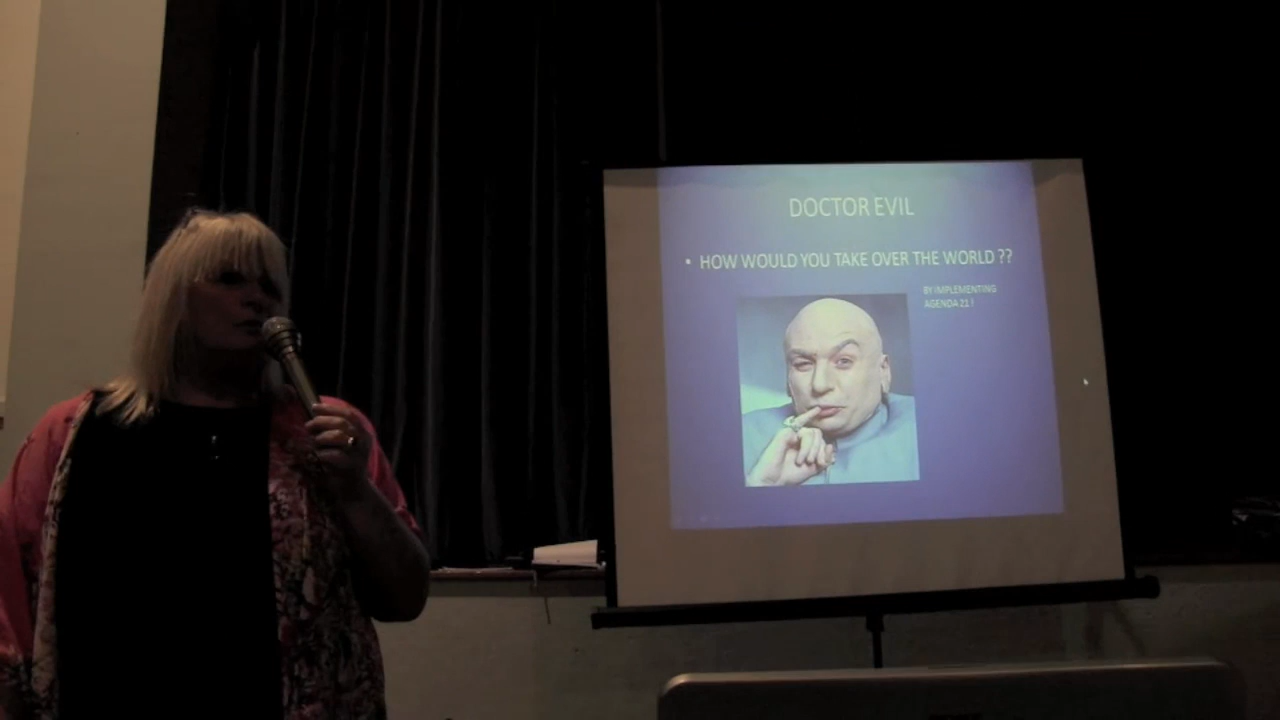 DOCTOR EVIL
• HOW WOULD YOU TAKE OVER THE WORLD ??
BY IMPLEMENTING
AGENDA 21 !